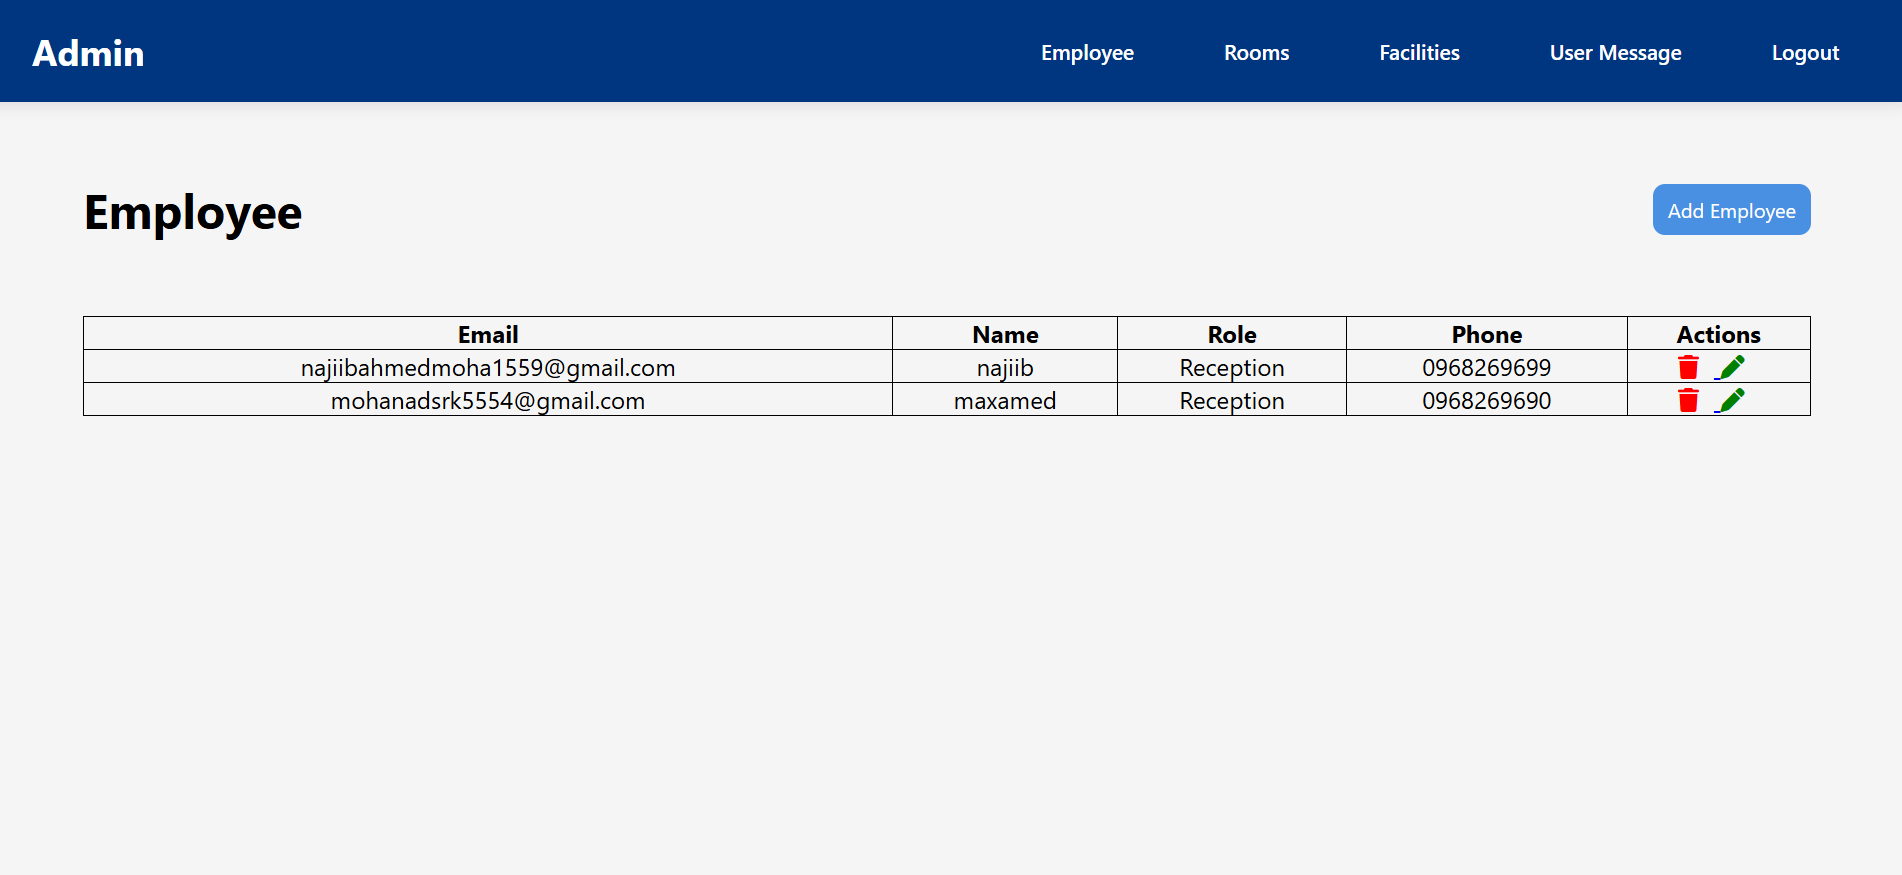 Admin Employee Rooms Facilities User Message Logout
Employee Add Employee
Email Name Role Phone Actions
najiibahmedmoha1559@gmail.com najiib Reception 0968269699
mohanadsrk5554@gmail.com maxamed Reception 0968269690